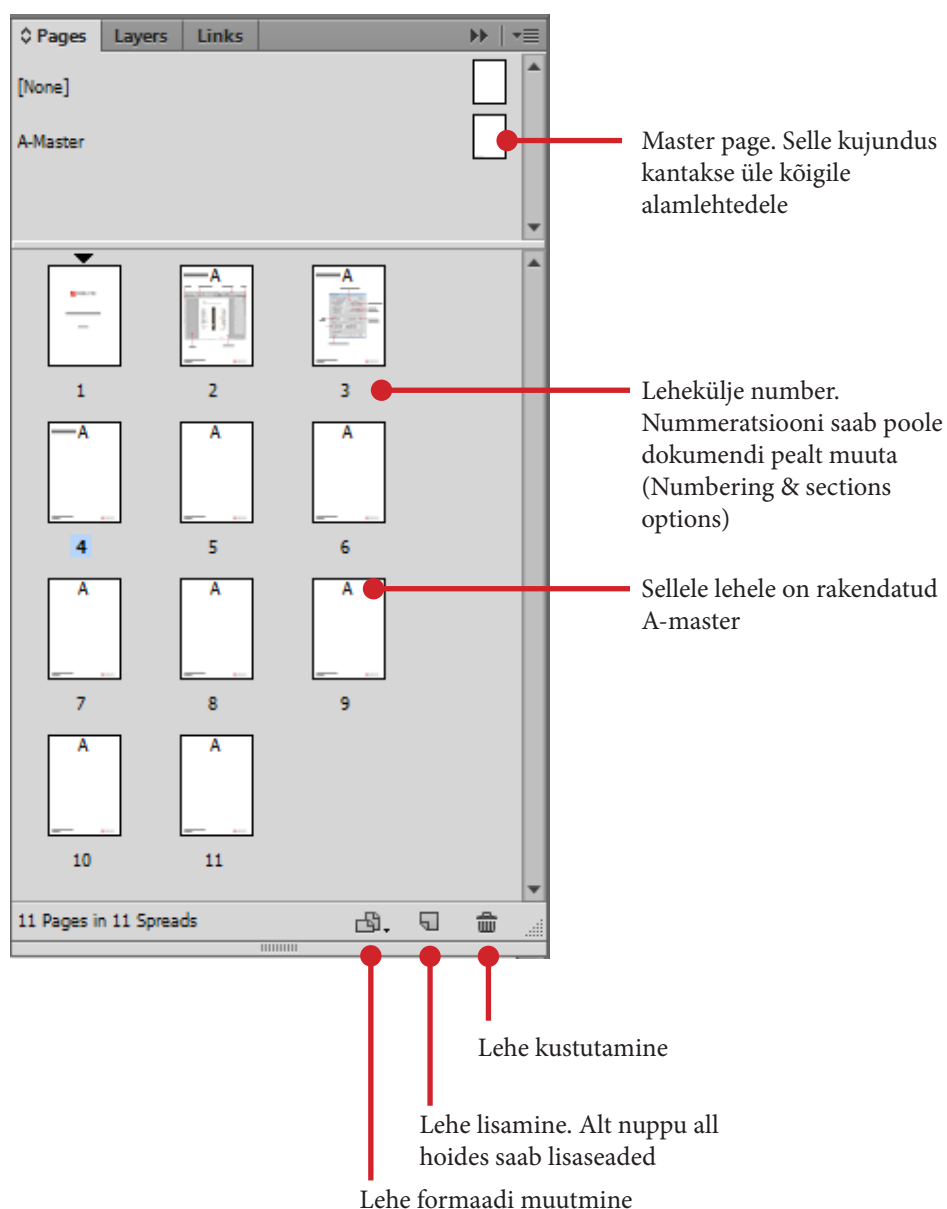 Pages Layers Links
[None]
A-Master
Master page. Selle kujundus
kantakse üle kõigile
alamlehtedele
A A
1 2 3
Lehekülje number.
Nummeratsiooni saab poole
dokumendi pealt muuta
(Numbering & sections
options)
A A A
4 5 6
A A A
Sellele lehele on rakendatud
A-master
7 8 9
A A
10 11
11 Pages in 11 Spreads
Lehe kustutamine
Lehe lisamine. Alt nuppu all
hoides saab lisaseaded
Lehe formaadi muutmine